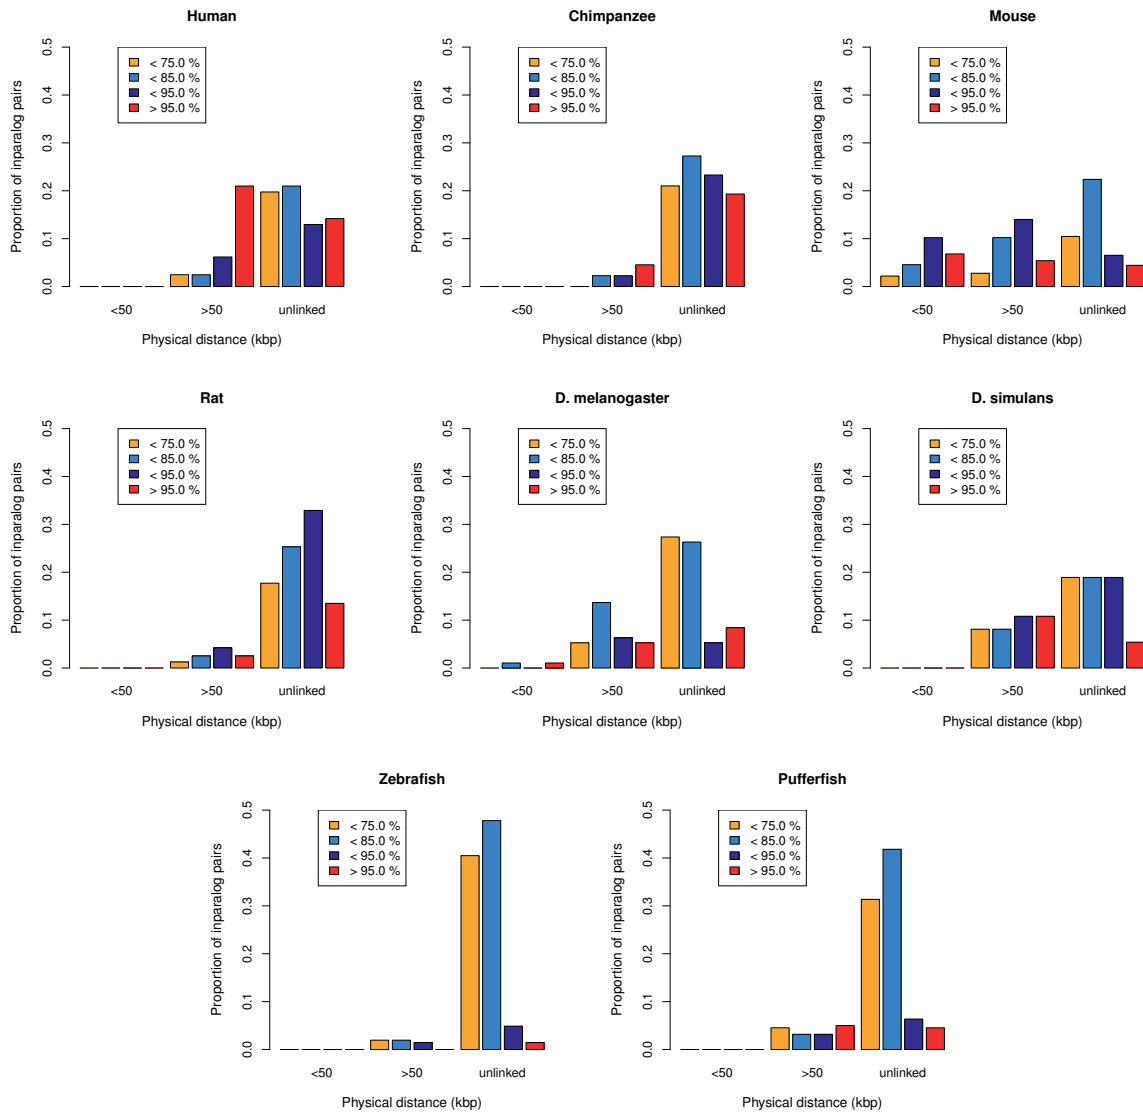 Human
Proportion of inparalog pairs
0.5
0.4
0.3
0.2
0.1
0.0
< 75.0 %
< 85.0 %
< 95.0 %
> 95.0 %
<50 >50 unlinked
Physical distance (kbp)
Chimpanzee
Proportion of inparalog pairs
0.5
0.4
0.3
0.2
0.1
0.0
< 75.0 %
< 85.0 %
< 95.0 %
> 95.0 %
<50 >50 unlinked
Physical distance (kbp)
Mouse
Proportion of inparalog pairs
0.5
0.4
0.3
0.2
0.1
0.0
< 75.0 %
< 85.0 %
< 95.0 %
> 95.0 %
<50 >50 unlinked
Physical distance (kbp)
Rat
Proportion of inparalog pairs
0.5
0.4
0.3
0.2
0.1
0.0
< 75.0 %
< 85.0 %
< 95.0 %
> 95.0 %
<50 >50 unlinked
Physical distance (kbp)
D. melanogaster
Proportion of inparalog pairs
0.5
0.4
0.3
0.2
0.1
0.0
< 75.0 %
< 85.0 %
< 95.0 %
> 95.0 %
<50 >50 unlinked
Physical distance (kbp)
D. simulans
Proportion of inparalog pairs
0.5
0.4
0.3
0.2
0.1
0.0
< 75.0 %
< 85.0 %
< 95.0 %
> 95.0 %
<50 >50 unlinked
Physical distance (kbp)
Zebrafish
Proportion of inparalog pairs
0.5
0.4
0.3
0.2
0.1
0.0
< 75.0 %
< 85.0 %
< 95.0 %
> 95.0 %
<50 >50 unlinked
Physical distance (kbp)
Pufferfish
Proportion of inparalog pairs
0.5
0.4
0.3
0.2
0.1
0.0
< 75.0 %
< 85.0 %
< 95.0 %
> 95.0 %
<50 >50 unlinked
Physical distance (kbp)